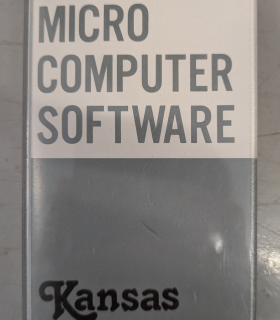 MICRO
COMPUTER
SOFTWARE
Kansas